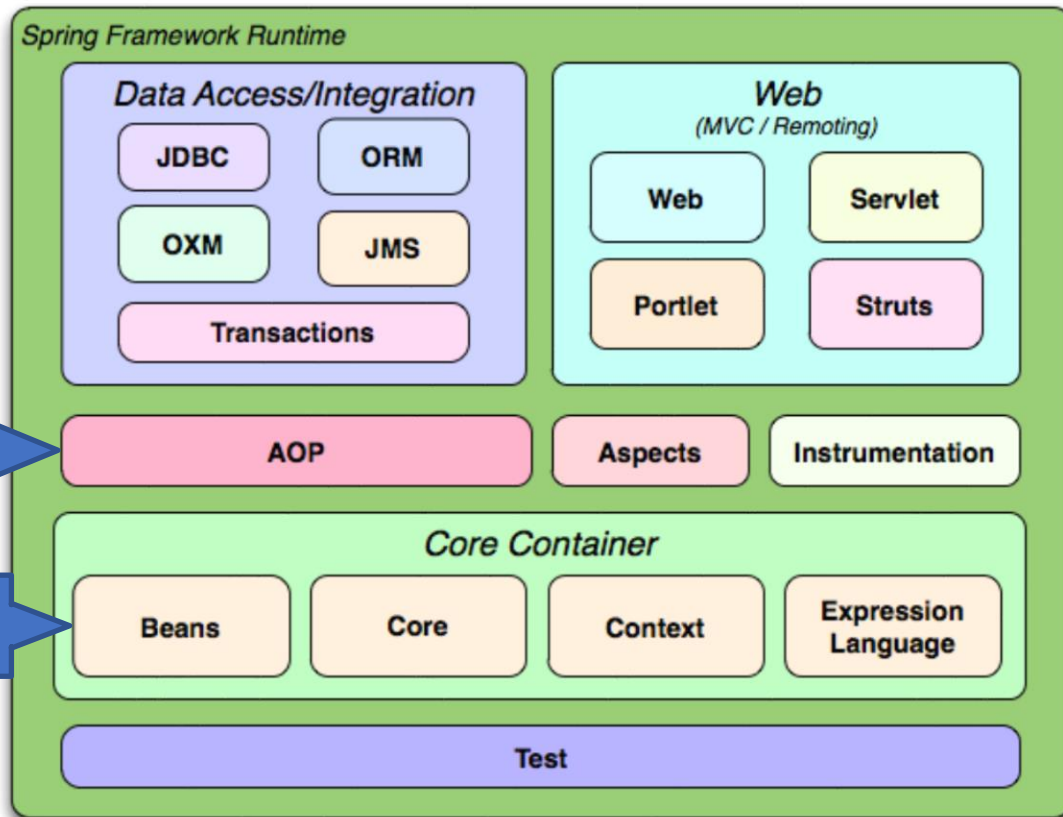 Spring Framework Runtime
Data Access/Integration
JDBC
ORM
OXM
JMS
Transactions
Web
(MVC / Remoting)
Web
Servlet
Portlet
Struts
AOP
Aspects
Instrumentation
Core Container
Beans
Core
Context
Expression
Language
Test